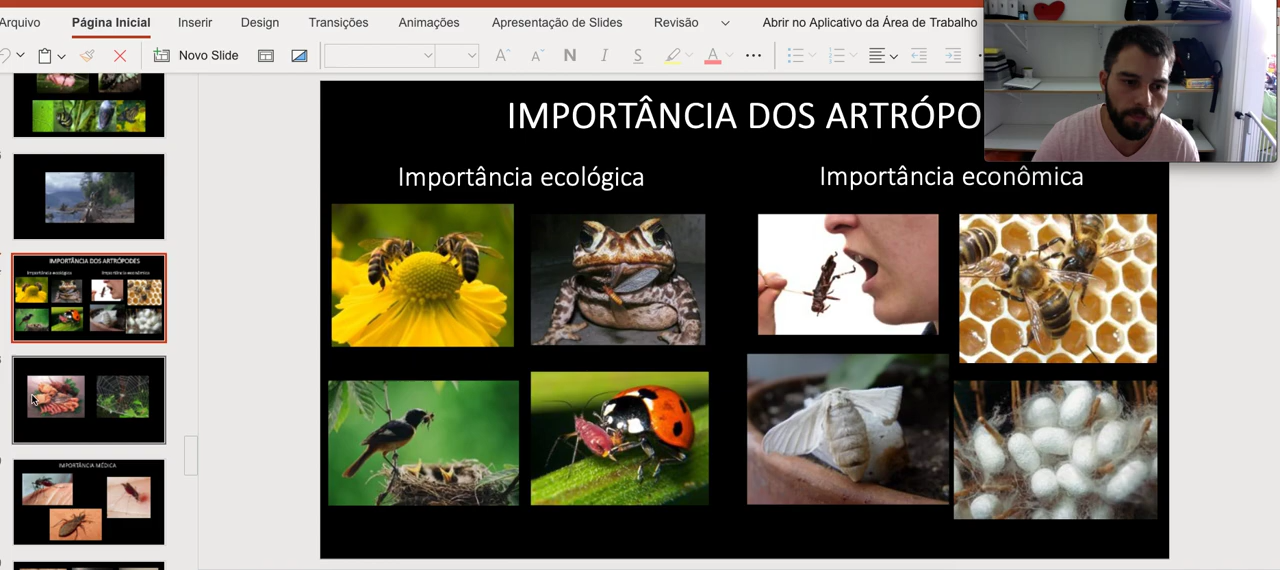 Arquivo Página Inicial Inserir Design Transições Animações Apresentação de Slides Revisão Abrir no Aplicativo da Área de Trabalho
Novo Slide A A N I S A
IMPORTÂNCIA DOS ARTRÓPO
Importância ecológica Importância econômica
IMPORTÂNCIA DOS ARTRÓPODES
Importância ecológica Importância econômica
IMPORTÂNCIA MÉDICA